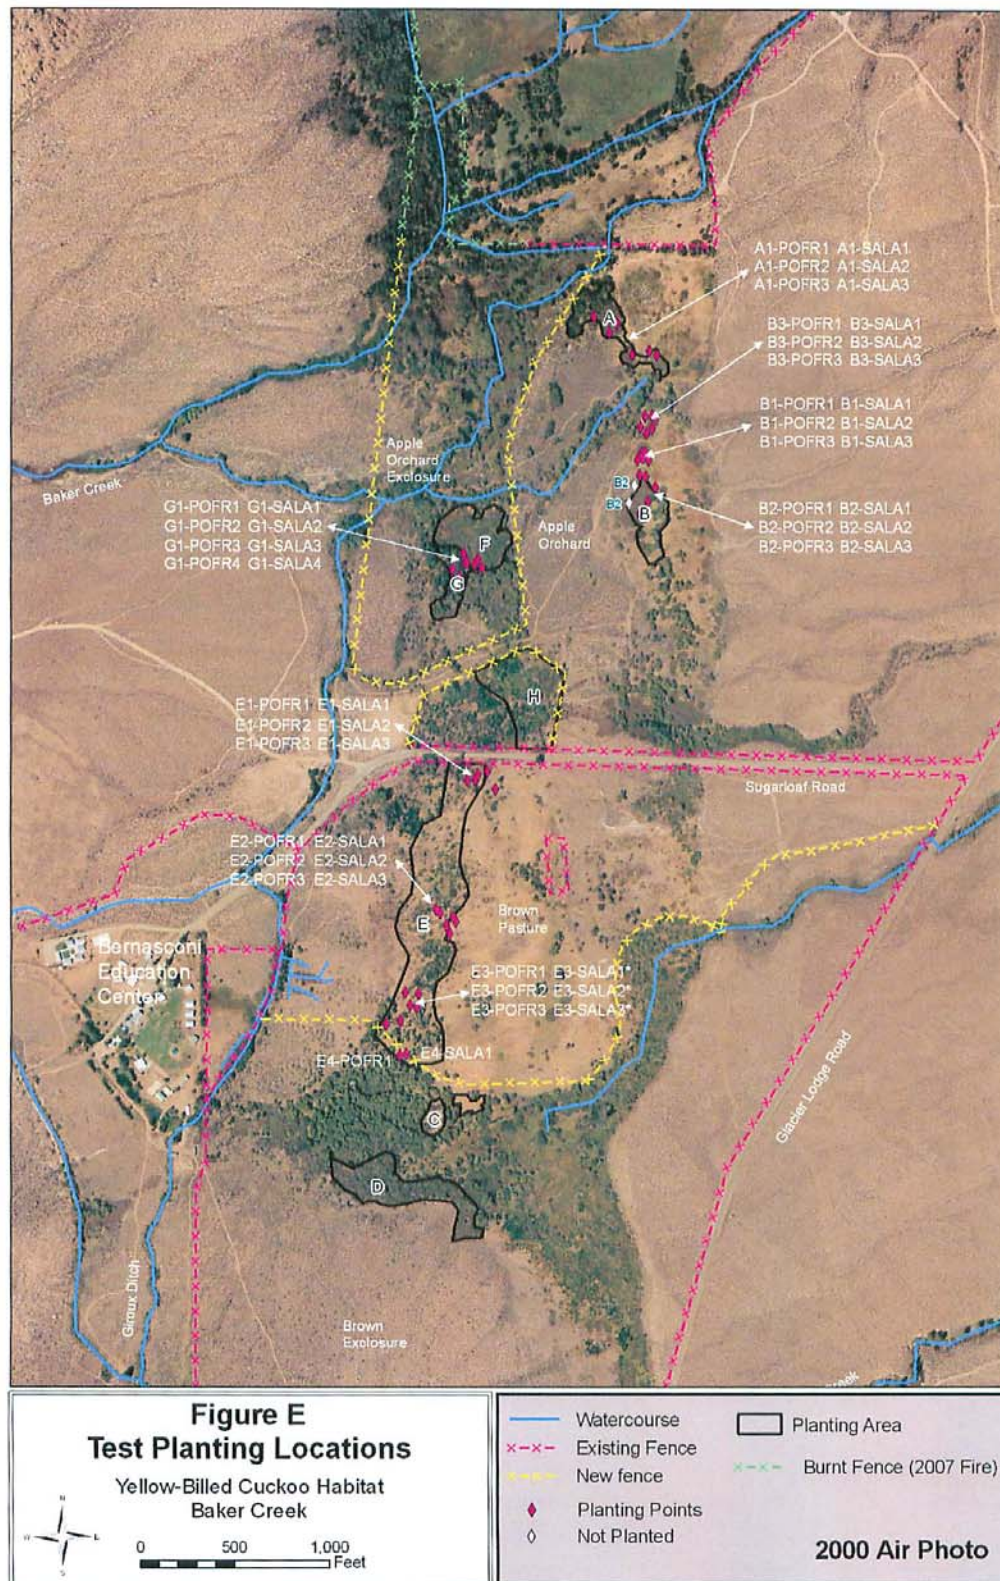 A1-POFR1 A1-SALA1
A1-POFR2 A1-SALA2
A1-POFR3 A1-SALA3
A
B3-POFR1 B3-SALA1
B3-POFR2 B3-SALA2
B3-POFR3 B3-SALA3
B1-POFR1 B1-SALA1
B1-POFR2 B1-SALA2
B1-POFR3 B1-SALA3
Apple
Orchard
Exclosure
Baker Creek
B2
B2
B
B2-POFR1 B2-SALA1
B2-POFR2 B2-SALA2
B2-POFR3 B2-SALA3
G1-POFR1 G1-SALA1
G1-POFR2 G1-SALA2
G1-POFR3 G1-SALA3
G1-POFR4 G1-SALA4
Apple
Orchard
F
G
H
E1-POFR1 E1-SALA1
E1-POFR2 E1-SALA2
E1-POFR3 E1-SALA3
Sugarloaf Road
E2-POFR1 E2-SALA1
E2-POFR2 E2-SALA2
E2-POFR3 E2-SALA3
E
Brown
Pasture
Bernasconi
Education
Center
E3-POFR1 E3-SALA1*
E3-POFR2 E3-SALA2*
E3-POFR3 E3-SALA3*
E4-POFR1 E4-SALA1
Glacier Lodge Road
C
D
Giroux Ditch
Brown
Exclosure
Figure E
Test Planting Locations
Yellow-Billed Cuckoo Habitat
Baker Creek
N
W E
S
0 500 1,000
Feet
Watercourse
Existing Fence
New fence
Planting Points
Not Planted
Planting Area
Burnt Fence (2007 Fire)
2000 Air Photo